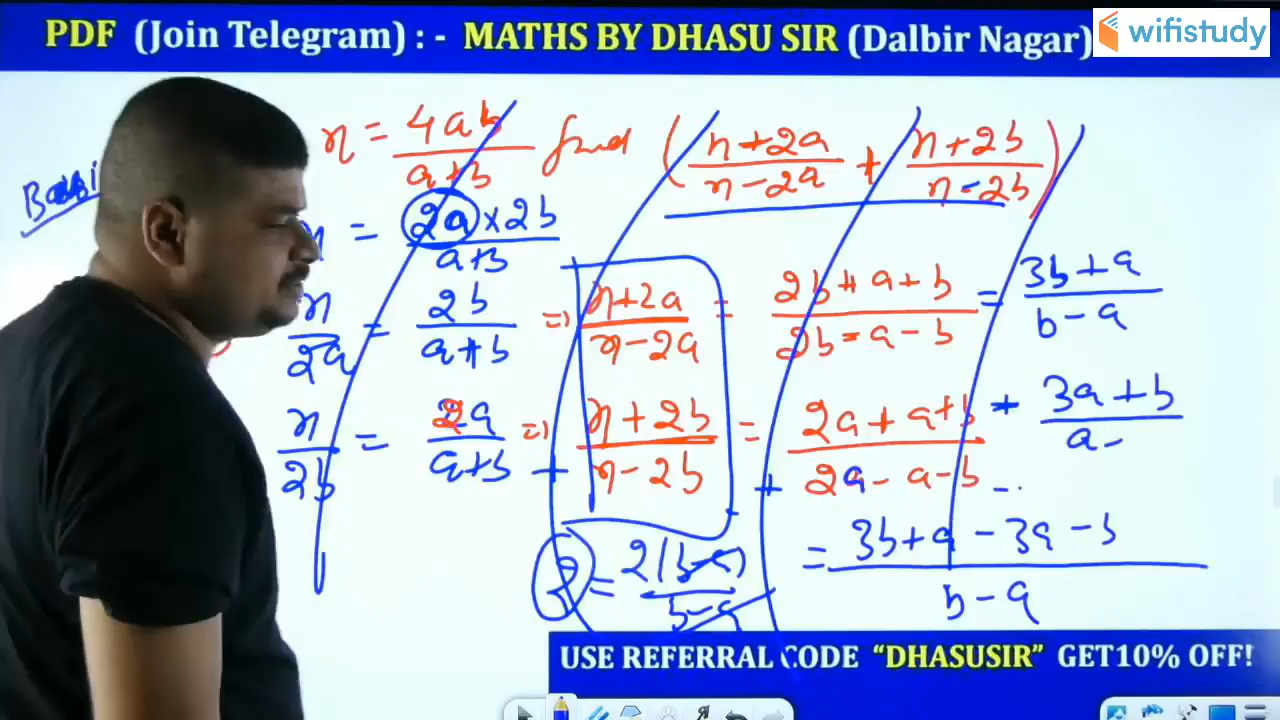 PDF (Join Telegram) : - MATHS BY DHASU SIR (Dalbir Nagar)
wifistudy
x = 4ab/(a+b) find ((x+2a)/(x-2a) + (x+2b)/(x-2b))
x = (2a × 2b)/(a+b)
x/2a = 2b/(a+b) => (x+2a)/(x-2a) = (2b+a+b)/(2b-a-b) = (3b+a)/(b-a)
x/2b = 2a/(a+b) => + (x+2b)/(x-2b) = + (2a+a+b)/(2a-a-b) + (3a+b)/(a-
= (3b+a-3a-b)/(b-a)
2 = 2(b-a)/(b-a)
USE REFERRAL CODE “DHASUSIR” GET10% OFF!